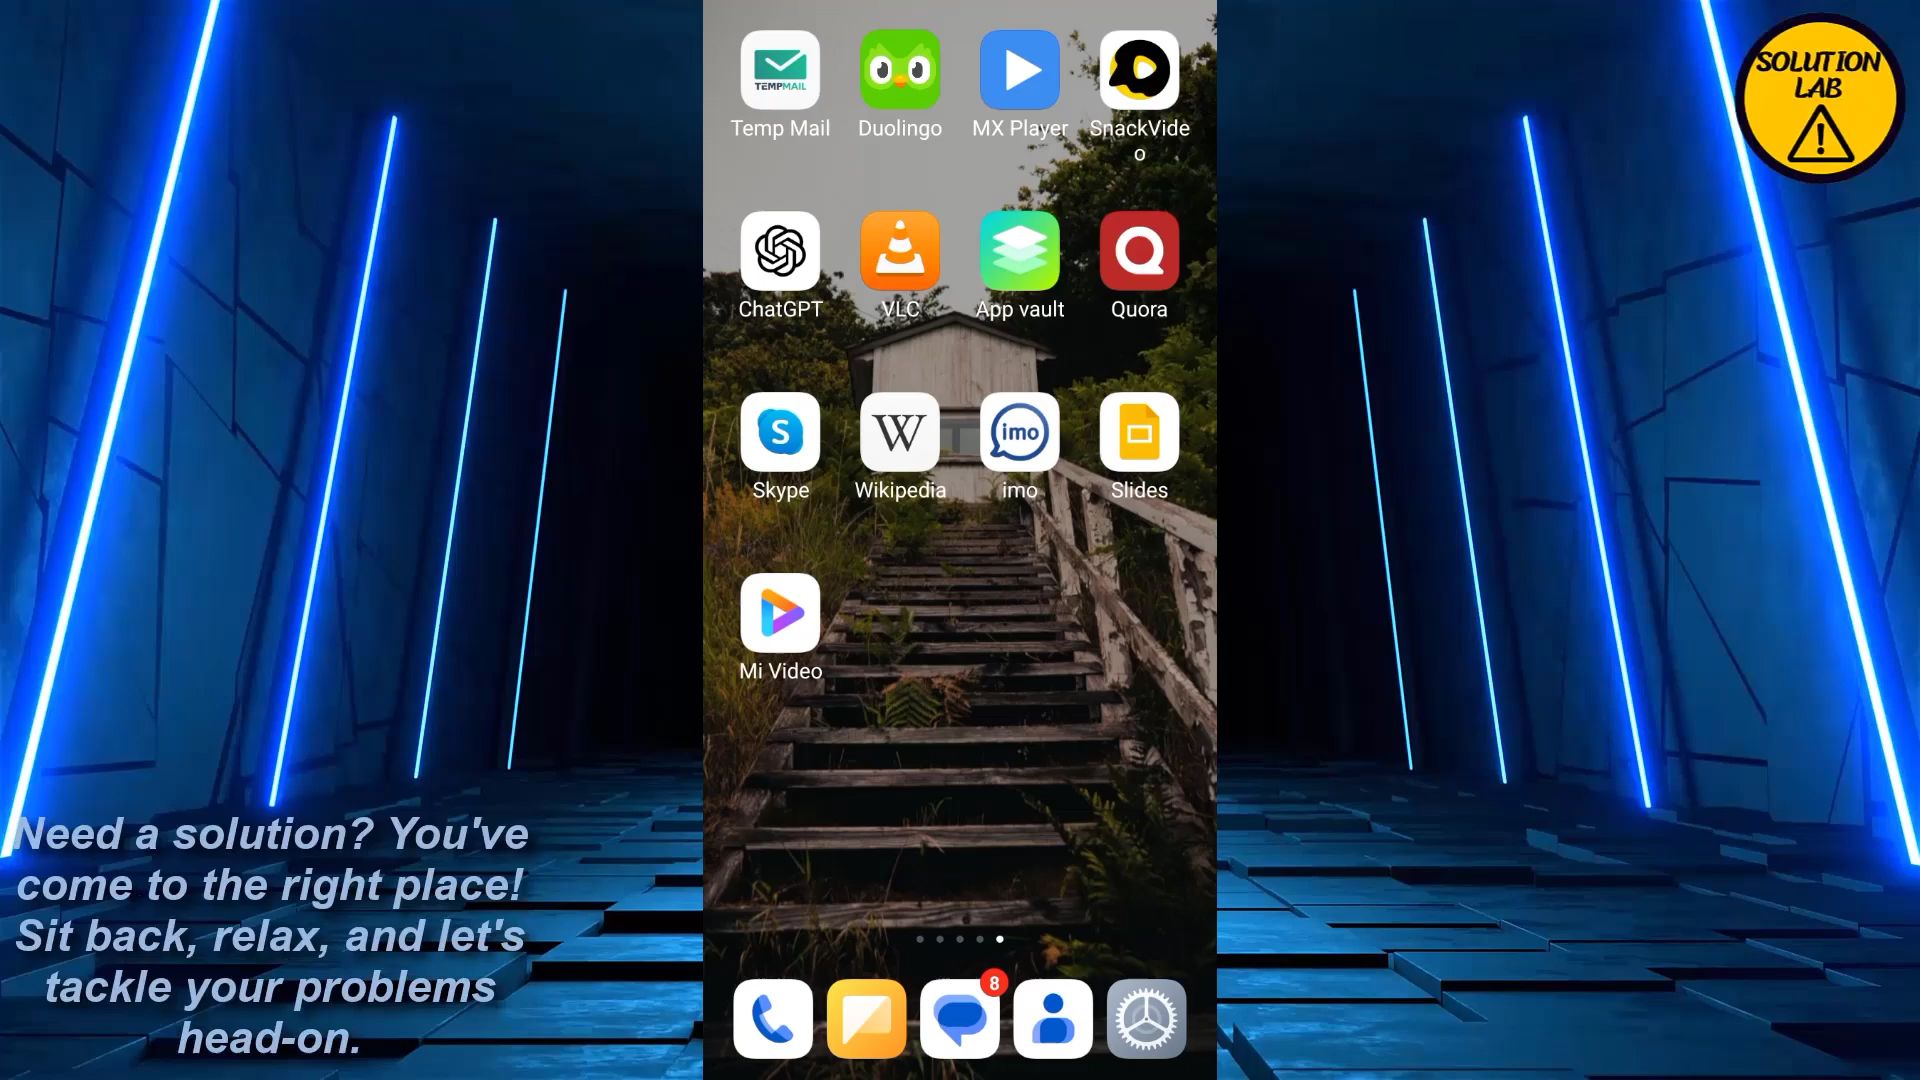 SOLUTION
LAB
TEMPMAIL
Temp Mail
Duolingo
MX Player
SnackVide
o
ChatGPT
VLC
App vault
Quora
S
W
imo
Skype
Wikipedia
imo
Slides
Mi Video
8
Need a solution? You've
come to the right place!
Sit back, relax, and let's
tackle your problems
head-on.